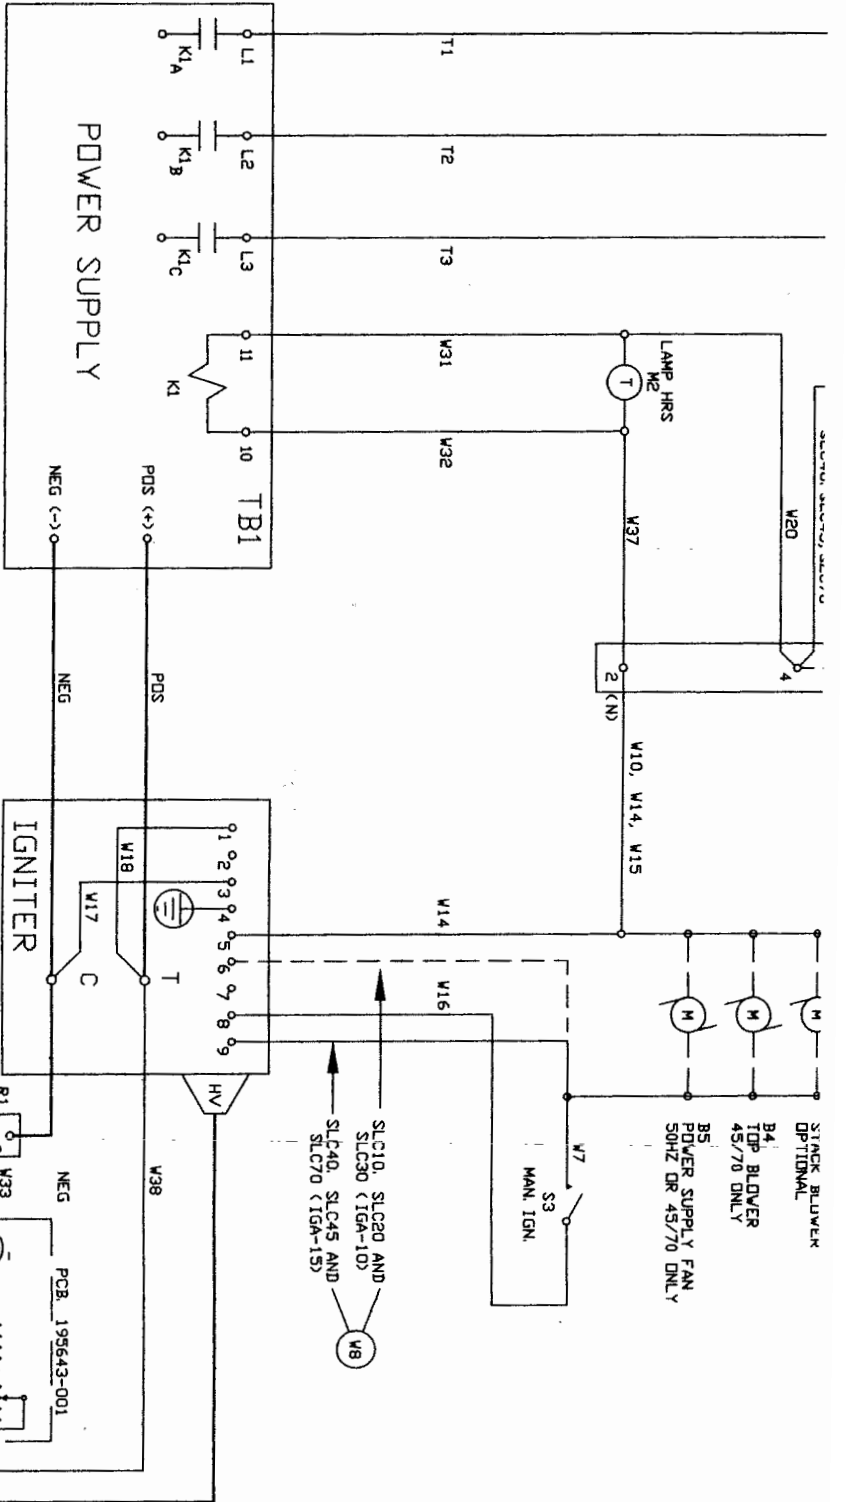 POWER SUPPLY
TB1
L1
K1A
T1
L2
K1B
T2
L3
K1C
T3
11
K1
10
W31
W32
LAMP HRS
M2
T
W37
W20
4
2 (N)
W10, W14, W15
POS (+)
NEG (-)
POS
NEG
IGNITER
1
2
3
4
5
6
7
8
9
W18
W17
T
C
W14
W16
HV
M
M
M
STACK BLOWER
OPTIONAL
B4
TOP BLOWER
45/70 ONLY
B5
POWER SUPPLY FAN
50HZ OR 45/70 ONLY
W7
S3
MAN. IGN.
SLC10, SLC20 AND
SLC30 (IGA-10)
SLC40, SLC45 AND
SLC70 (IGA-15)
W8
W38
NEG
R1
W33
PCB. 195643-001